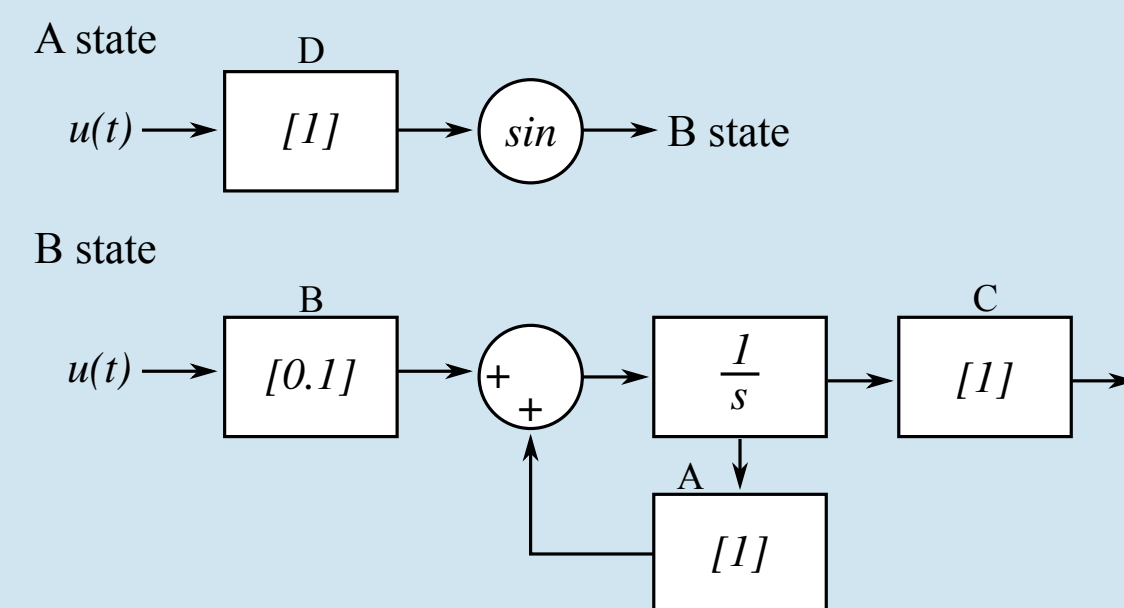 A state
D
u(t)
[1]
sin
B state
B state
B
u(t)
[0.1]
+
+
1
s
C
[1]
A
[1]